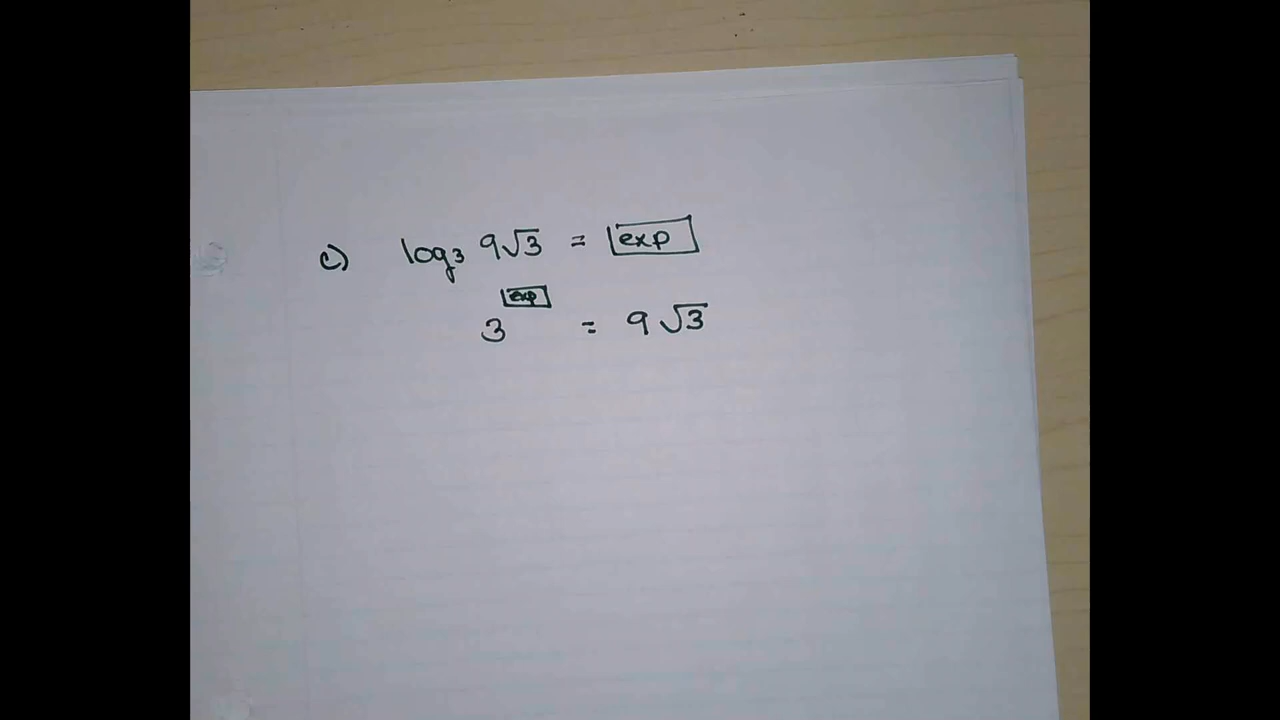 c) log₃ 9√3 = exp
3^exp = 9√3